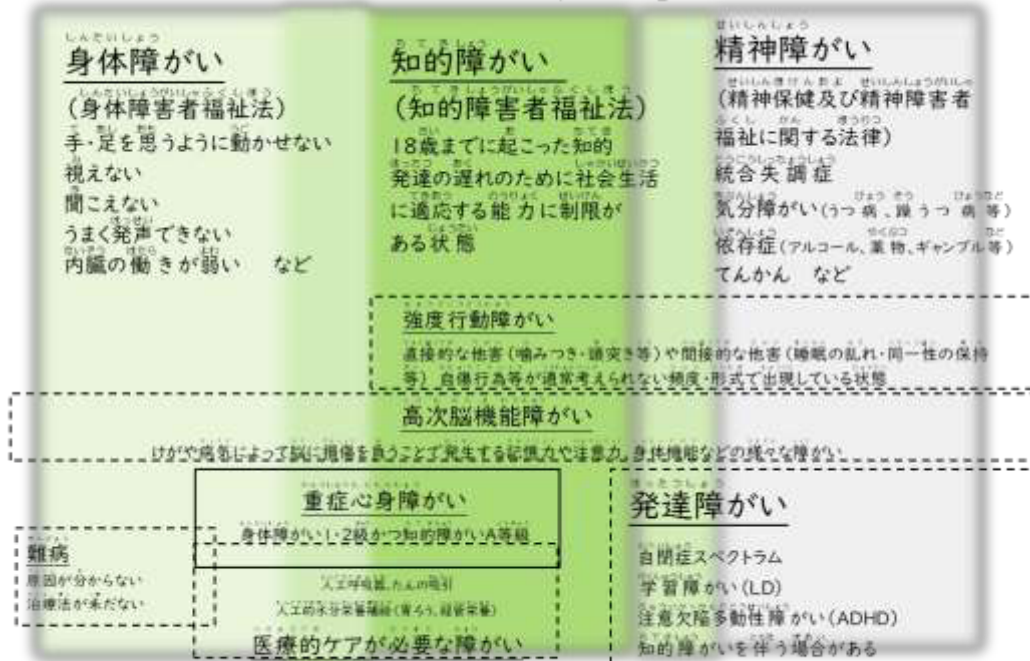 身体障がい
(身体障害者福祉法)
手・足を思うように動かせない
視えない
聞こえない
うまく発声できない
内臓の働きが弱い など
知的障がい
(知的障害者福祉法)
18歳までに起こった知的
発達の遅れのために社会生活
に適応する能力に制限が
ある状態
精神障がい
(精神保健及び精神障害者
福祉に関する法律)
統合失調症
気分障がい(うつ病、躁うつ病等)
依存症(アルコール、薬物、ギャンブル等)
てんかん など
強度行動障がい
直接的な他害(噛みつき・頭突き等)や間接的な他害(睡眠の乱れ・同一性の保持
等) 自傷行為等が通常考えられない頻度・形式で出現している状態
高次脳機能障がい
けがや病気によって脳に損傷を負うことで発生する記憶力や注意力、身体機能などの様々な障がい
重症心身障がい
身体障がい1・2級かつ知的障がいA等級
難病
原因が分からない
治療法が未だない
人工呼吸器、たんの吸引
人工的水分栄養補給(胃ろう、経管栄養)
医療的ケアが必要な障がい
発達障がい
自閉症スペクトラム
学習障がい(LD)
注意欠陥多動性障がい(ADHD)
知的障がいを伴う場合がある